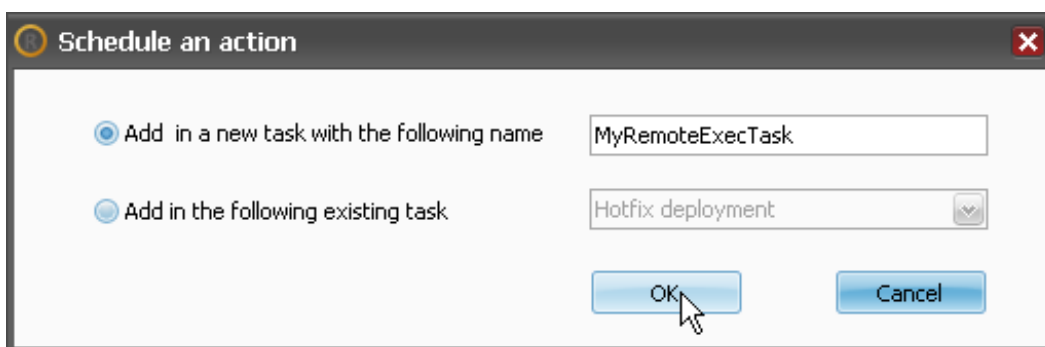 R Schedule an action
Add in a new task with the following name MyRemoteExecTask
Add in the following existing task Hotfix deployment
OK Cancel